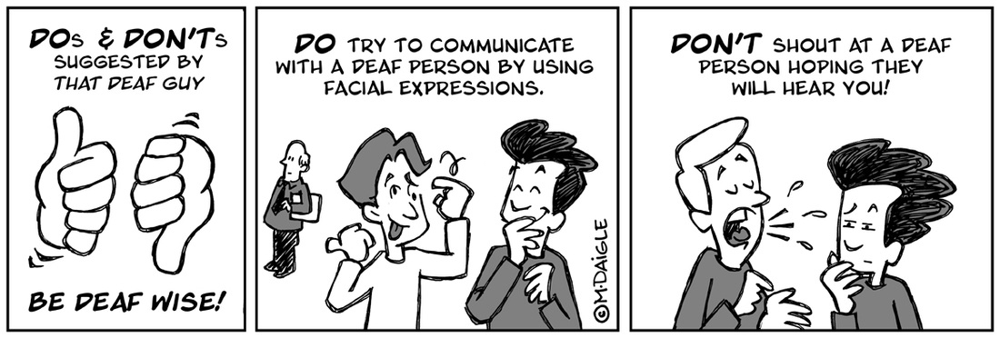 DOs & DON'Ts
SUGGESTED BY
THAT DEAF GUY
BE DEAF WISE!
DO TRY TO COMMUNICATE
WITH A DEAF PERSON BY USING
FACIAL EXPRESSIONS.
©M·DAiGLE
DON'T SHOUT AT A DEAF
PERSON HOPING THEY
WILL HEAR YOU!